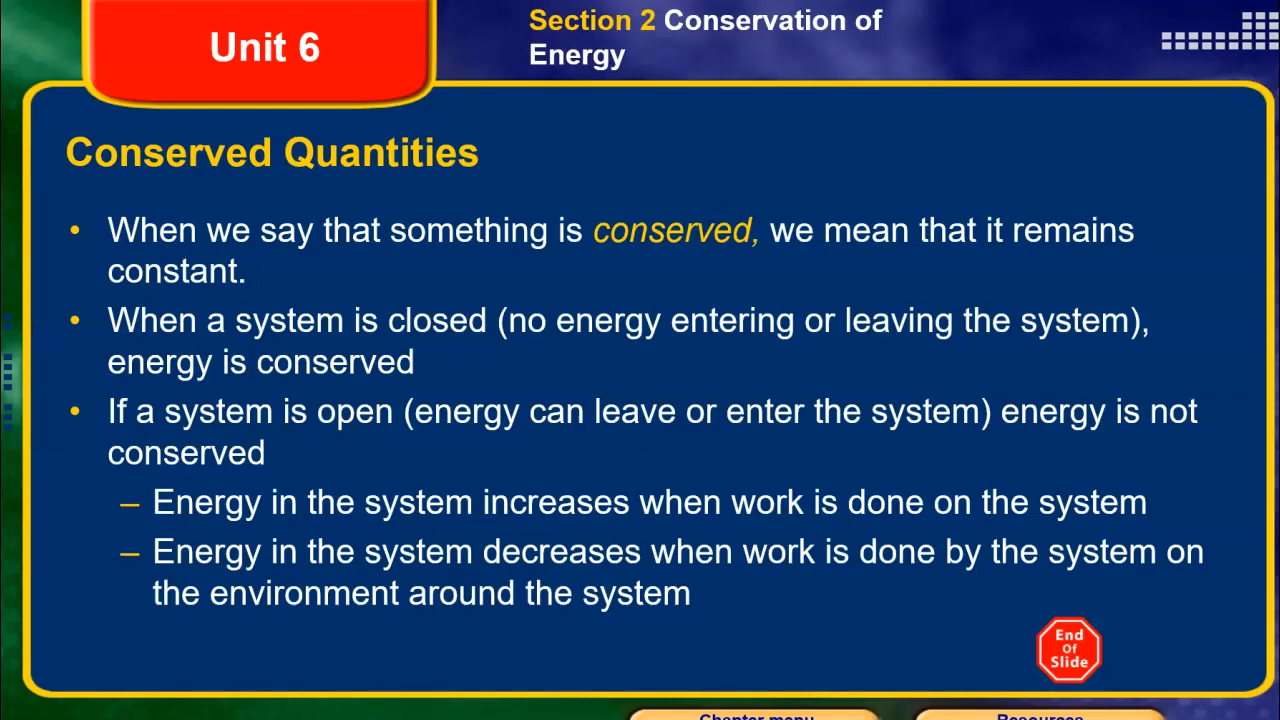 Unit 6
Section 2 Conservation of
Energy
Conserved Quantities
• When we say that something is conserved, we mean that it remains
constant.
• When a system is closed (no energy entering or leaving the system),
energy is conserved
• If a system is open (energy can leave or enter the system) energy is not
conserved
– Energy in the system increases when work is done on the system
– Energy in the system decreases when work is done by the system on
the environment around the system
End
Of
Slide
Chapter menu
Resources